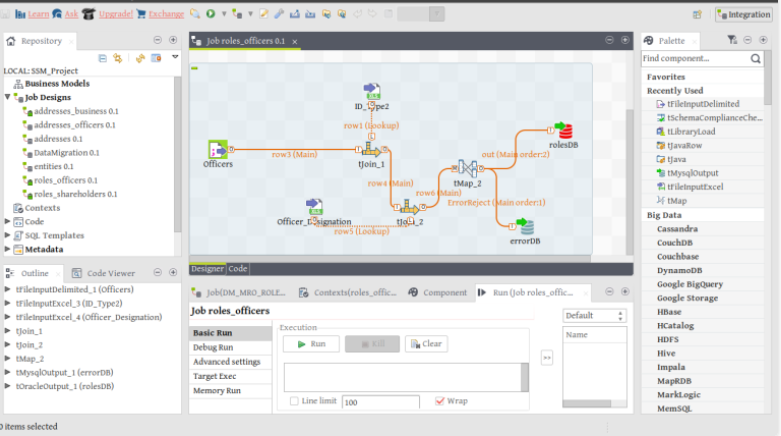 Learn Ask Upgrade! Exchange
Integration
Repository
LOCAL: SSM_Project
Business Models
Job Designs
addresses_business 0.1
addresses_officers 0.1
addresses 0.1
DataMigration 0.1
entities 0.1
roles_officers 0.1
roles_shareholders 0.1
Contexts
Code
SQL Templates
Metadata
Outline
Code Viewer
tFileInputDelimited_1 (Officers)
tFileInputExcel_3 (ID_Type2)
tFileInputExcel_4 (Officer_Designation)
tJoin_1
tJoin_2
tMap_2
tMysqlOutput_1 (errorDB)
tOracleOutput_1 (rolesDB)
Job roles_officers 0.1
ID_Type2
row1 (Lookup)
Officers
row3 (Main)
tJoin_1
row4 (Main)
Officer_Designation
row5 (Lookup)
tJoin_2
row6 (Main)
tMap_2
out (Main order:2)
rolesDB
ErrorReject (Main order:1)
errorDB
Designer Code
Job(DM_MRO_ROLE...
Contexts(roles_offic...
Component
Run (Job roles_offic...
Job roles_officers
Default
Basic Run
Debug Run
Advanced settings
Target Exec
Memory Run
Execution
Run
Kill
Clear
Line limit 100
Wrap
>>
Name
Palette
Find component...
Favorites
Recently Used
tFileInputDelimited
tSchemaComplianceChe...
tLibraryLoad
tJavaRow
tJava
tMysqlOutput
tFileInputExcel
tMap
Big Data
Cassandra
CouchDB
Couchbase
DynamoDB
Google BigQuery
Google Storage
HBase
HCatalog
HDFS
Hive
Impala
MapRDB
MarkLogic
MemSQL
0 items selected